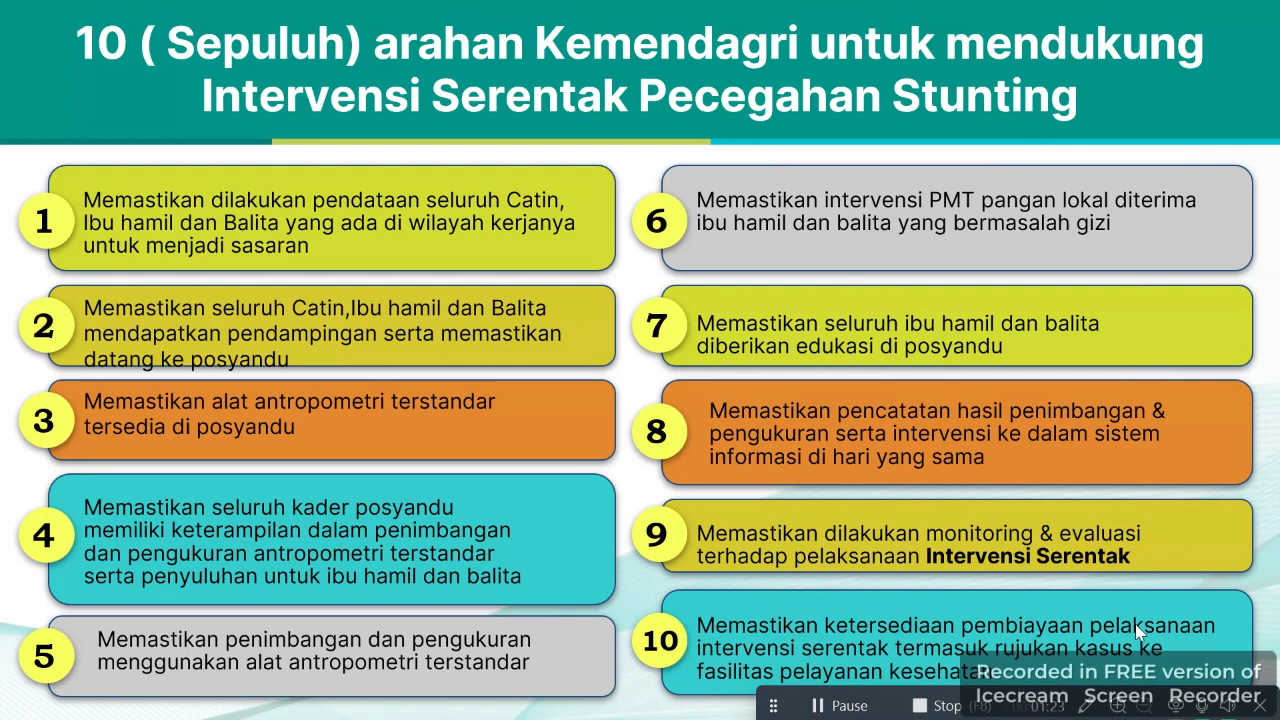 10 ( Sepuluh) arahan Kemendagri untuk mendukung
Intervensi Serentak Pecegahan Stunting
1
Memastikan dilakukan pendataan seluruh Catin,
Ibu hamil dan Balita yang ada di wilayah kerjanya
untuk menjadi sasaran
2
Memastikan seluruh Catin,Ibu hamil dan Balita
mendapatkan pendampingan serta memastikan
datang ke posyandu
3
Memastikan alat antropometri terstandar
tersedia di posyandu
4
Memastikan seluruh kader posyandu
memiliki keterampilan dalam penimbangan
dan pengukuran antropometri terstandar
serta penyuluhan untuk ibu hamil dan balita
5
Memastikan penimbangan dan pengukuran
menggunakan alat antropometri terstandar
6
Memastikan intervensi PMT pangan lokal diterima
ibu hamil dan balita yang bermasalah gizi
7
Memastikan seluruh ibu hamil dan balita
diberikan edukasi di posyandu
8
Memastikan pencatatan hasil penimbangan &
pengukuran serta intervensi ke dalam sistem
informasi di hari yang sama
9
Memastikan dilakukan monitoring & evaluasi
terhadap pelaksanaan Intervensi Serentak
10
Memastikan ketersediaan pembiayaan pelaksanaan
intervensi serentak termasuk rujukan kasus ke
fasilitas pelayanan kesehatan
Recorded in FREE version of
Icecream Screen Recorder
Pause
Stop (F8)
00:01:23